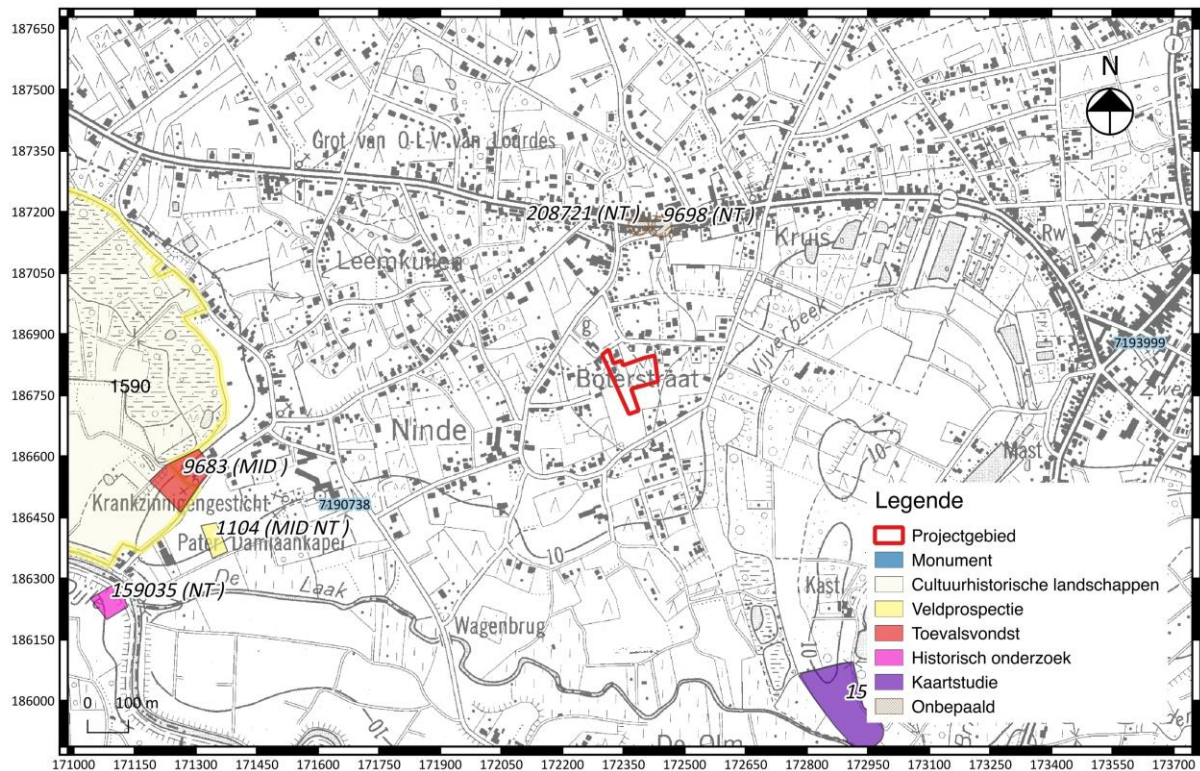 187650
187500
187350
187200
187050
186900
186750
186600
186450
186300
186150
186000
N
Grot van O-L-V van Lourdes
208721 (NT )
9698 (NT )
Kruis
Rw
Leemkuilen
Vijverbeek
7193999
1590
Boterstraat
Ninde
9683 (MID )
Krankzinnigengesticht
7190738
1104 (MID NT )
Pater Damiaankapel
10
10
Mast
159035 (NT )
De Laak
Wagenbrug
Kast
10
15
10
De Olm
0 100 m
Legende
Projectgebied
Monument
Cultuurhistorische landschappen
Veldprospectie
Toevalsvondst
Historisch onderzoek
Kaartstudie
Onbepaald
171000 171150 171300 171450 171600 171750 171900 172050 172200 172350 172500 172650 172800 172950 173100 173250 173400 173550 173700